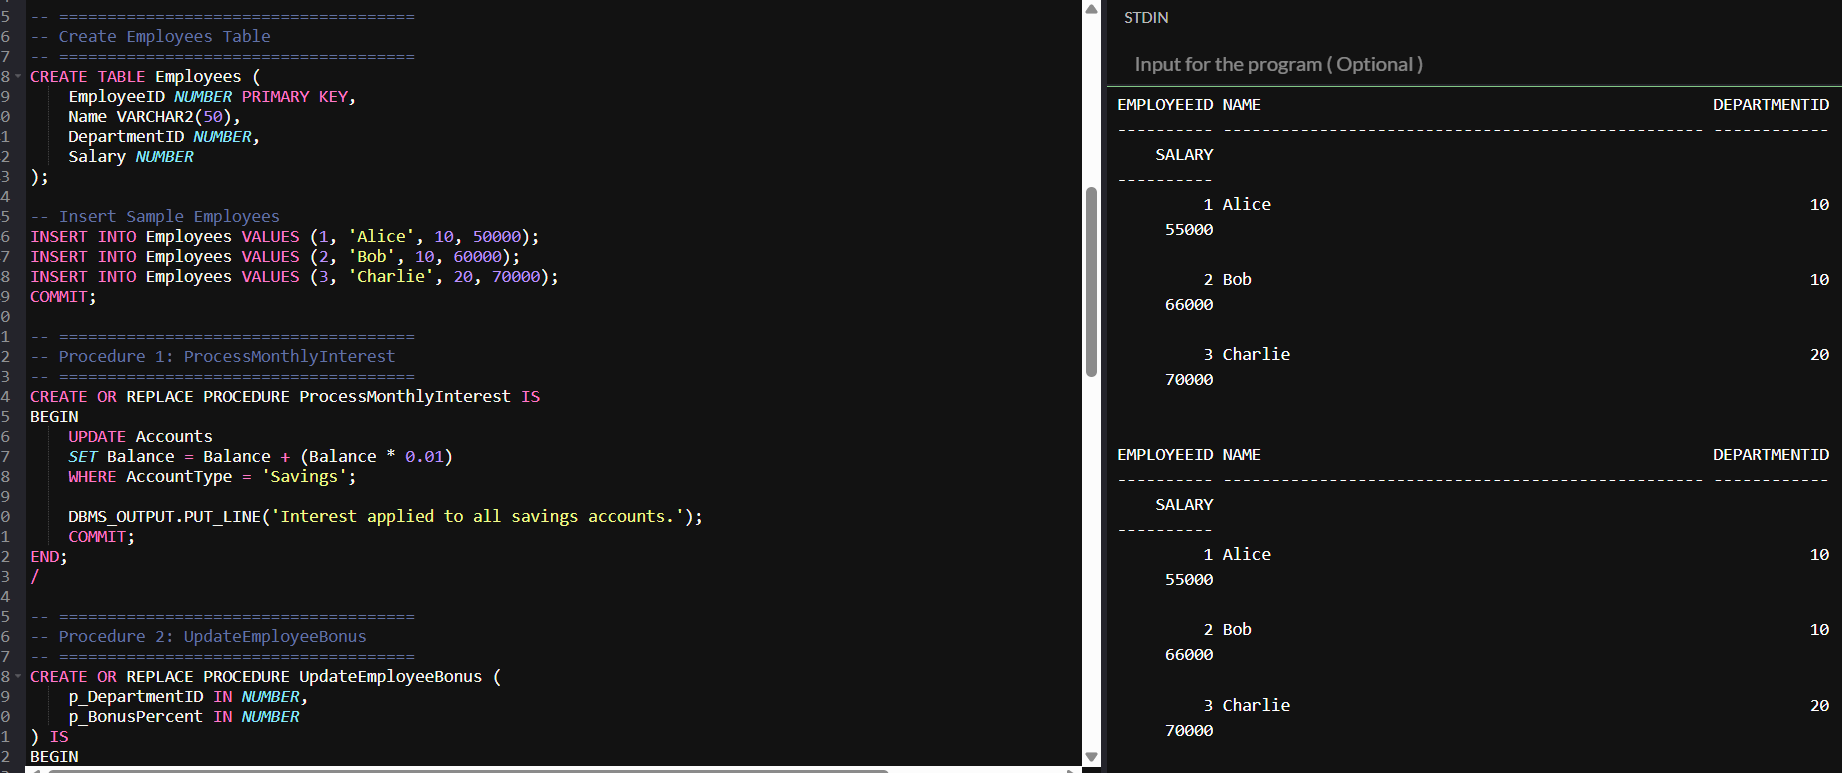 5 -- =====================================
6 -- Create Employees Table
7 -- =====================================
8 CREATE TABLE Employees (
9     EmployeeID NUMBER PRIMARY KEY,
0     Name VARCHAR2(50),
1     DepartmentID NUMBER,
2     Salary NUMBER
3 );
4
5 -- Insert Sample Employees
6 INSERT INTO Employees VALUES (1, 'Alice', 10, 50000);
7 INSERT INTO Employees VALUES (2, 'Bob', 10, 60000);
8 INSERT INTO Employees VALUES (3, 'Charlie', 20, 70000);
9 COMMIT;
0
1 -- =====================================
2 -- Procedure 1: ProcessMonthlyInterest
3 -- =====================================
4 CREATE OR REPLACE PROCEDURE ProcessMonthlyInterest IS
5 BEGIN
6     UPDATE Accounts
7     SET Balance = Balance + (Balance * 0.01)
8     WHERE AccountType = 'Savings';
9
0     DBMS_OUTPUT.PUT_LINE('Interest applied to all savings accounts.');
1     COMMIT;
2 END;
3 /
4
5 -- =====================================
6 -- Procedure 2: UpdateEmployeeBonus
7 -- =====================================
8 CREATE OR REPLACE PROCEDURE UpdateEmployeeBonus (
9     p_DepartmentID IN NUMBER,
0     p_BonusPercent IN NUMBER
1 ) IS
2 BEGIN
STDIN
Input for the program ( Optional )
EMPLOYEEID NAME                                               DEPARTMENTID
---------- -------------------------------------------------- ------------
    SALARY
----------
         1 Alice                                                        10
     55000
         2 Bob                                                          10
     66000
         3 Charlie                                                      20
     70000
EMPLOYEEID NAME                                               DEPARTMENTID
---------- -------------------------------------------------- ------------
    SALARY
----------
         1 Alice                                                        10
     55000
         2 Bob                                                          10
     66000
         3 Charlie                                                      20
     70000